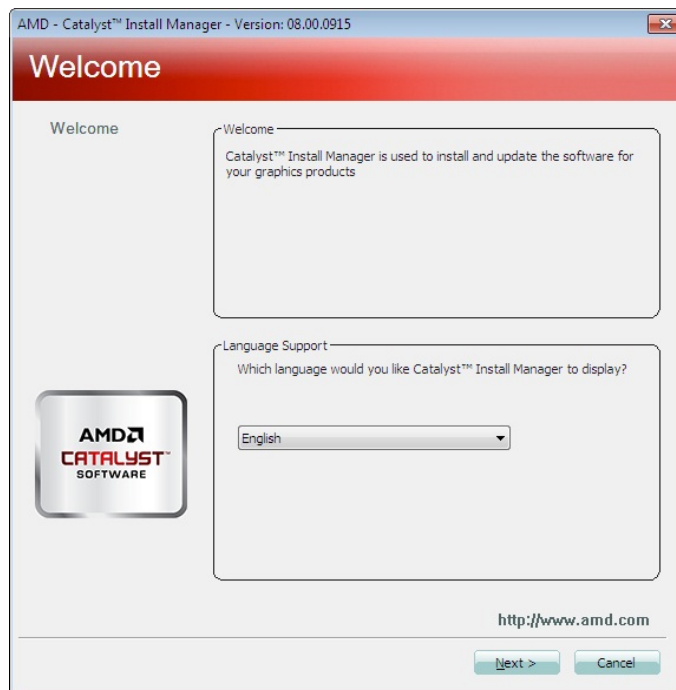 AMD - Catalyst™ Install Manager - Version: 08.00.0915
Welcome
Welcome
Welcome
Catalyst™ Install Manager is used to install and update the software for
your graphics products
Language Support
Which language would you like Catalyst™ Install Manager to display?
English
AMD
CATALYST™
SOFTWARE
http://www.amd.com
Next >
Cancel